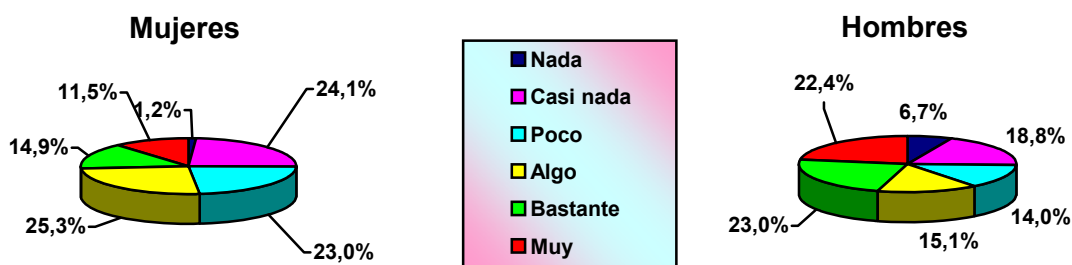 Mujeres
11,5%
1,2%
24,1%
14,9%
25,3%
23,0%
Nada
Casi nada
Poco
Algo
Bastante
Muy
Hombres
22,4%
6,7%
18,8%
23,0%
15,1%
14,0%